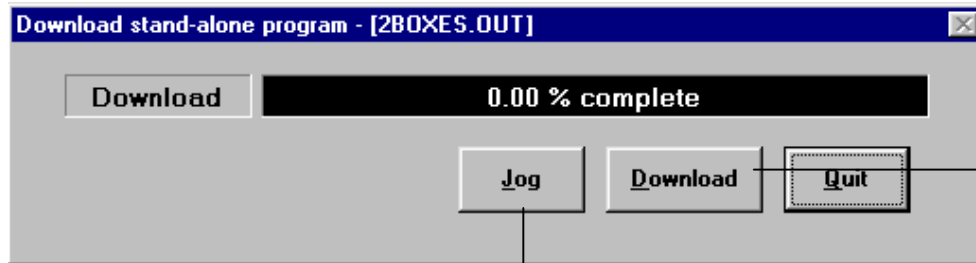 Download stand-alone program - [2BOXES.OUT]
Download 0.00 % complete
Jog Download Quit